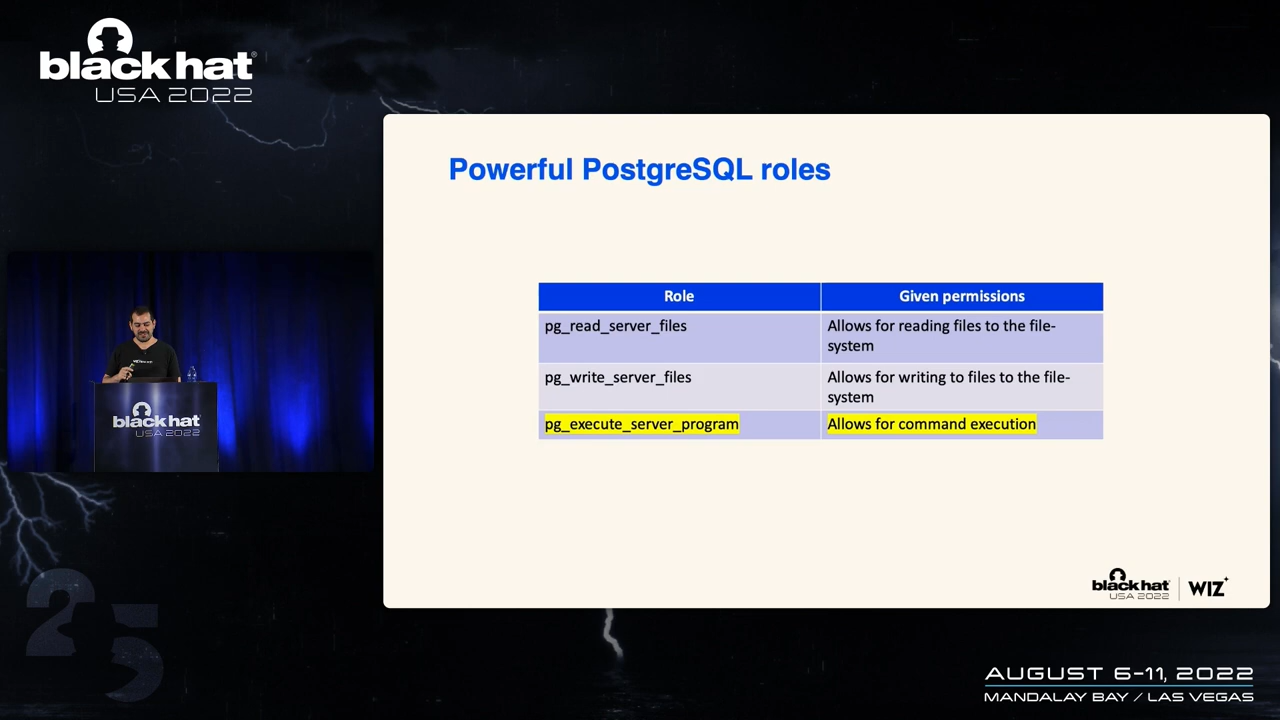 black hat®
USA 2022
Powerful PostgreSQL roles
Role
Given permissions
pg_read_server_files
Allows for reading files to the file-
system
pg_write_server_files
Allows for writing to files to the file-
system
pg_execute_server_program
Allows for command execution
black hat
USA 2022
black hat
USA 2022
WIZ
25
AUGUST 6-11, 2022
MANDALAY BAY / LAS VEGAS